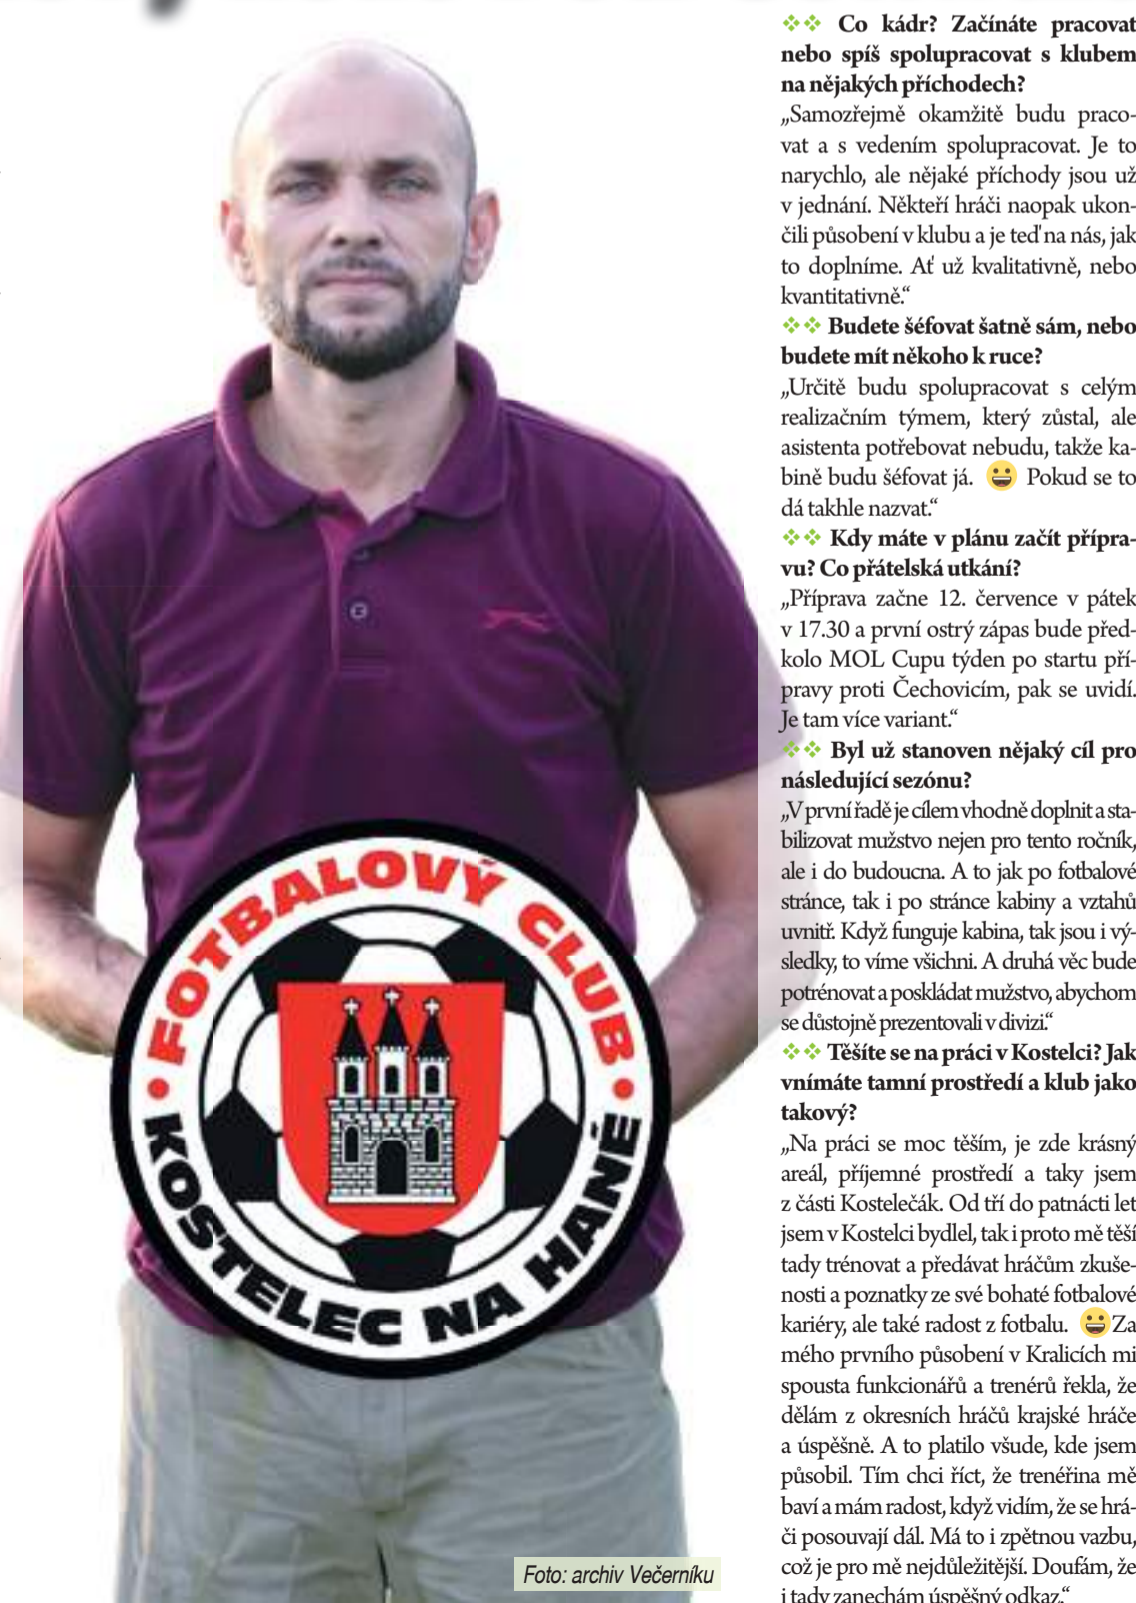 ❖❖ Co kádr? Začínáte pracovat
nebo spíš spolupracovat s klubem
na nějakých příchodech?
„Samozřejmě okamžitě budu praco-
vat a s vedením spolupracovat. Je to
narychlo, ale nějaké příchody jsou už
v jednání. Někteří hráči naopak ukon-
čili působení v klubu a je teď na nás, jak
to doplníme. Ať už kvalitativně, nebo
kvantitativně.“
❖❖ Budete šéfovat šatně sám, nebo
budete mít někoho k ruce?
„Určitě budu spolupracovat s celým
realizačním týmem, který zůstal, ale
asistenta potřebovat nebudu, takže ka-
bině budu šéfovat já. 😀 Pokud se to
dá takhle nazvat.“
❖❖ Kdy máte v plánu začít přípra-
vu? Co přátelská utkání?
„Příprava začne 12. července v pátek
v 17.30 a první ostrý zápas bude před-
kolo MOL Cupu týden po startu pří-
pravy proti Čechovicím, pak se uvidí.
Je tam více variant.“
❖❖ Byl už stanoven nějaký cíl pro
následující sezónu?
„V první řadě je cílem vhodně doplnit a sta-
bilizovat mužstvo nejen pro tento ročník,
ale i do budoucna. A to jak po fotbalové
stránce, tak i po stránce kabiny a vztahů
uvnitř. Když funguje kabina, tak jsou i vý-
sledky, to víme všichni. A druhá věc bude
potrénovat a poskládat mužstvo, abychom
se důstojně prezentovali v divizi.“
❖❖ Těšíte se na práci v Kostelci? Jak
vnímáte tamní prostředí a klub jako
takový?
„Na práci se moc těším, je zde krásný
areál, příjemné prostředí a taky jsem
z části Kostelečák. Od tří do patnácti let
jsem v Kostelci bydlel, tak i proto mě těší
tady trénovat a předávat hráčům zkuše-
nosti a poznatky ze své bohaté fotbalové
kariéry, ale také radost z fotbalu. 😀 Za
mého prvního působení v Kralicích mi
spousta funkcionářů a trenérů řekla, že
dělám z okresních hráčů krajské hráče
a úspěšně. A to platilo všude, kde jsem
působil. Tím chci říct, že trenéřina mě
baví a mám radost, když vidím, že se hrá-
či posouvají dál. Má to i zpětnou vazbu,
což je pro mě nejdůležitější. Doufám, že
i tady zanechám úspěšný odkaz.“
FOTBALOVÝ CLUB
KOSTELEC NA HANÉ
Foto: archiv Večerníku